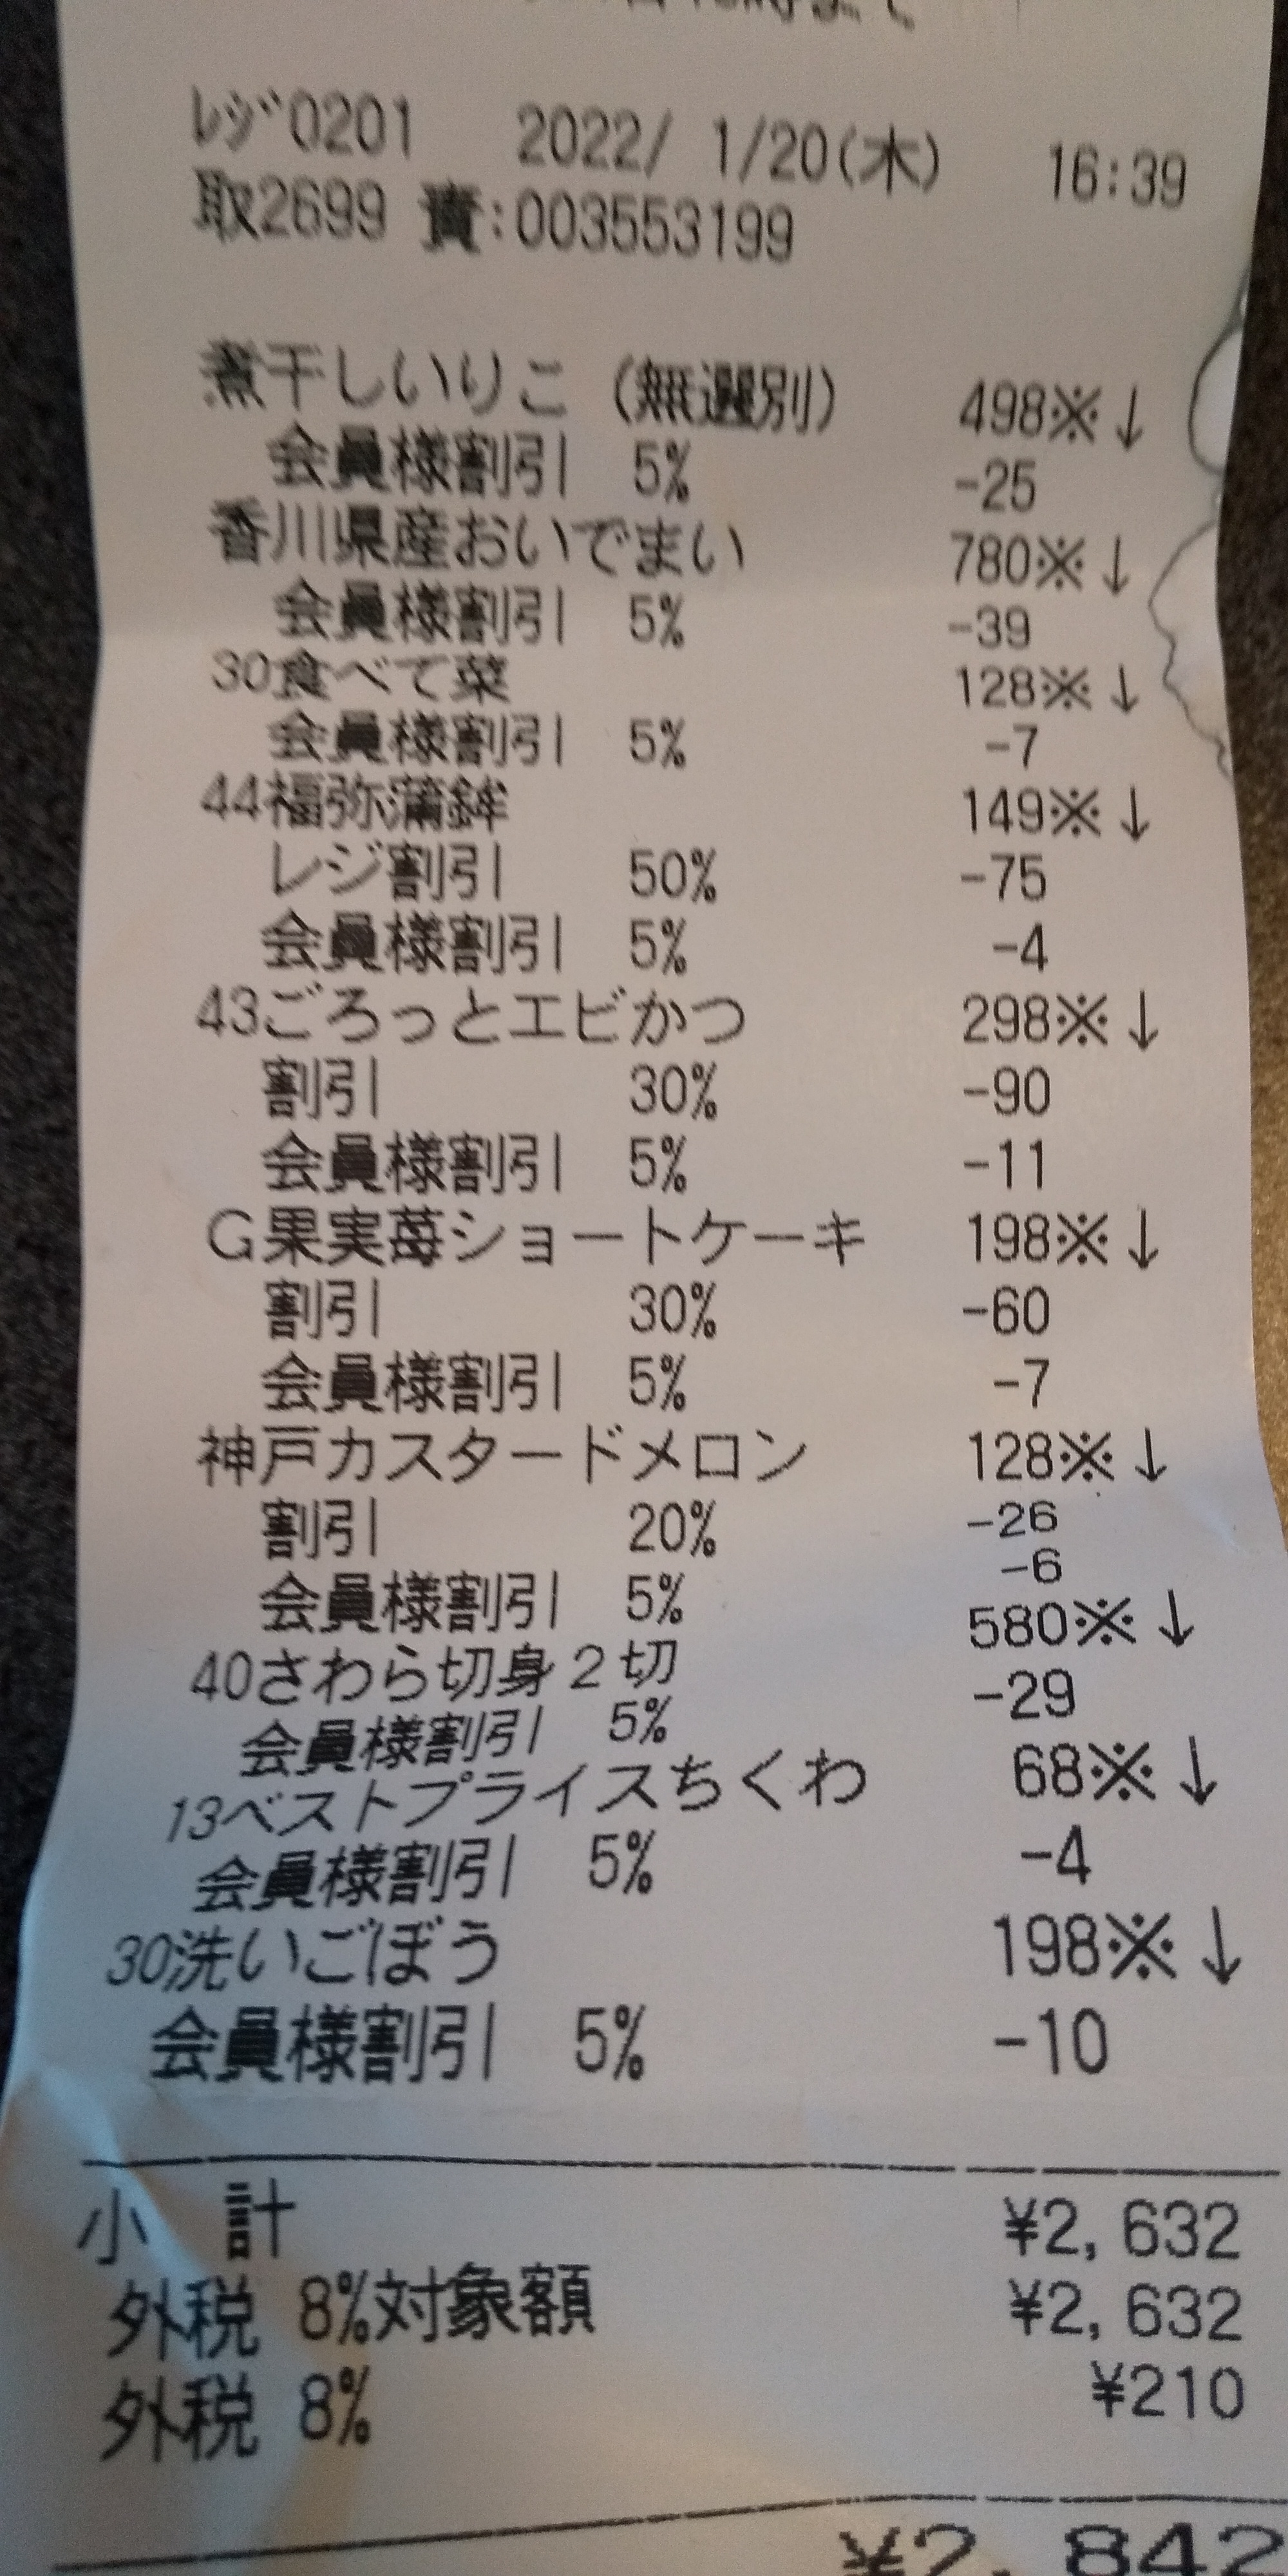 ﾚｼﾞ0201 2022/ 1/20(木) 16:39
取2699 責:003553199
煮干しいりこ (無選別) 498※↓
会員様割引 5% -25
香川県産おいでまい 780※↓
会員様割引 5% -39
30食べて菜 128※↓
会員様割引 5% -7
44福弥蒲鉾 149※↓
レジ割引 50% -75
会員様割引 5% -4
43ごろっとエビかつ 298※↓
割引 30% -90
会員様割引 5% -11
G果実苺ショートケーキ 198※↓
割引 30% -60
会員様割引 5% -7
神戸カスタードメロン 128※↓
割引 20% -26
会員様割引 5% -6
40さわら切身２切 580※↓
会員様割引 5% -29
13ベストプライスちくわ 68※↓
会員様割引 5% -4
30洗いごぼう 198※↓
会員様割引 5% -10
小 計 ¥2,632
外税 8%対象額 ¥2,632
外税 8% ¥210
¥2,842